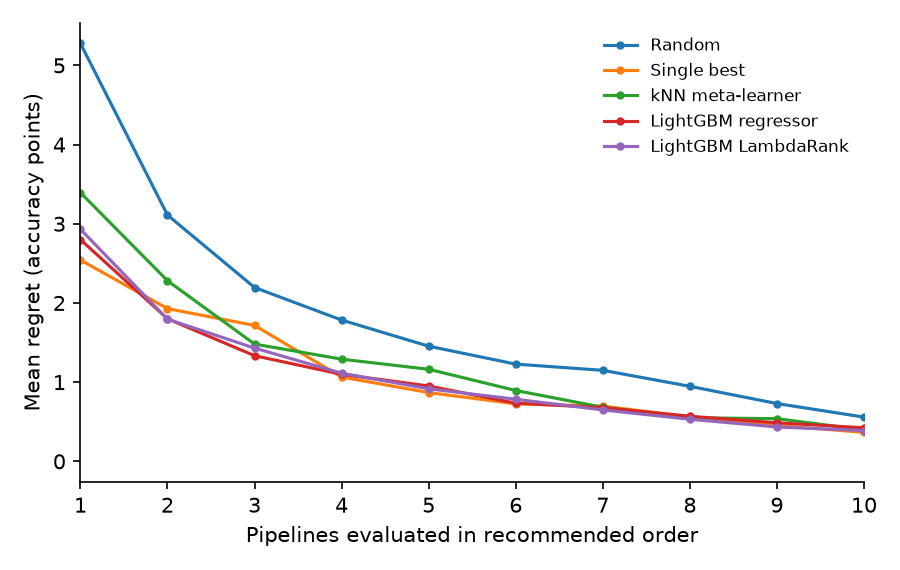 Random
Single best
kNN meta-learner
LightGBM regressor
LightGBM LambdaRank
Mean regret (accuracy points)
5
4
3
2
1
0
1 2 3 4 5 6 7 8 9 10
Pipelines evaluated in recommended order